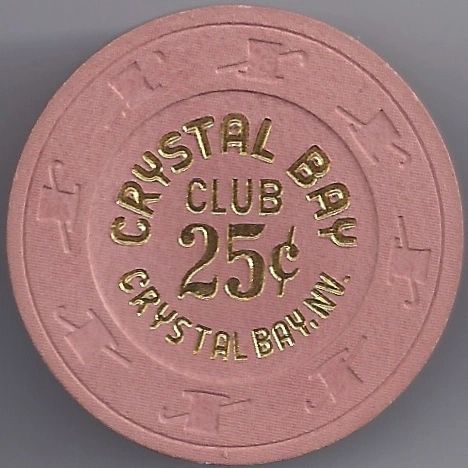 CRYSTAL BAY
CLUB
25¢
CRYSTAL BAY, NV.